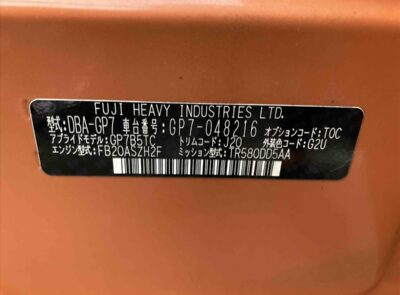 FUJI HEAVY INDUSTRIES LTD.
型式:DBA-GP7 車台番号:GP7-048216 オプションコード:TOC
アプライドモデル:GP7B5TC トリムコード:J20 外装色コード:G2U
エンジン型式:FB20ASZH2F ミッション型式:TR580DD5AA